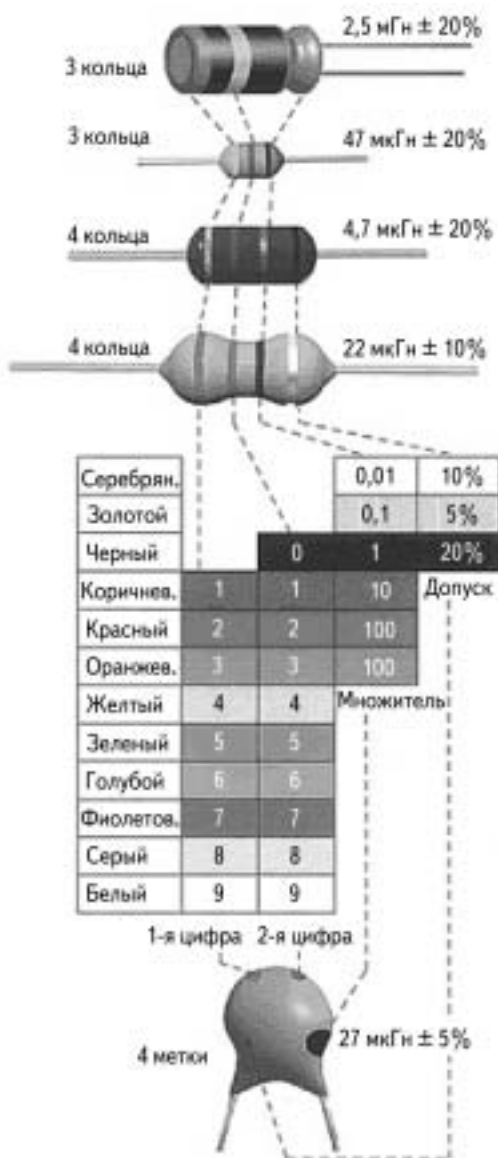 2,5 мГн ± 20%
3 кольца
3 кольца
47 мкГн ± 20%
4 кольца
4,7 мкГн ± 20%
4 кольца
22 мкГн ± 10%
Серебрян. 0,01 10%
Золотой 0,1 5%
Черный 0 1 20%
Коричнев. 1 1 10 Допуск
Красный 2 2 100
Оранжев. 3 3 100
Желтый 4 4 Множитель
Зеленый 5 5
Голубой 6 6
Фиолетов. 7 7
Серый 8 8
Белый 9 9
1-я цифра 2-я цифра
27 мкГн ± 5%
4 метки